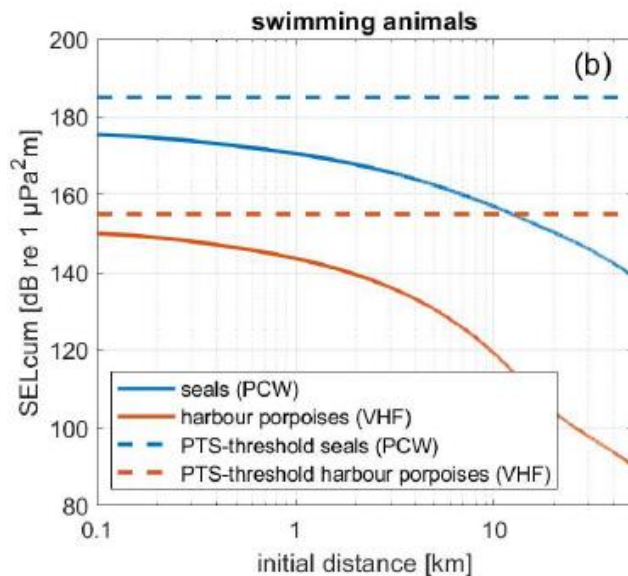 swimming animals
(b)
SELcum [dB re 1 µPa²m]
200
180
160
140
120
100
80
seals (PCW)
harbour porpoises (VHF)
PTS-threshold seals (PCW)
PTS-threshold harbour porpoises (VHF)
0.1
1
10
initial distance [km]